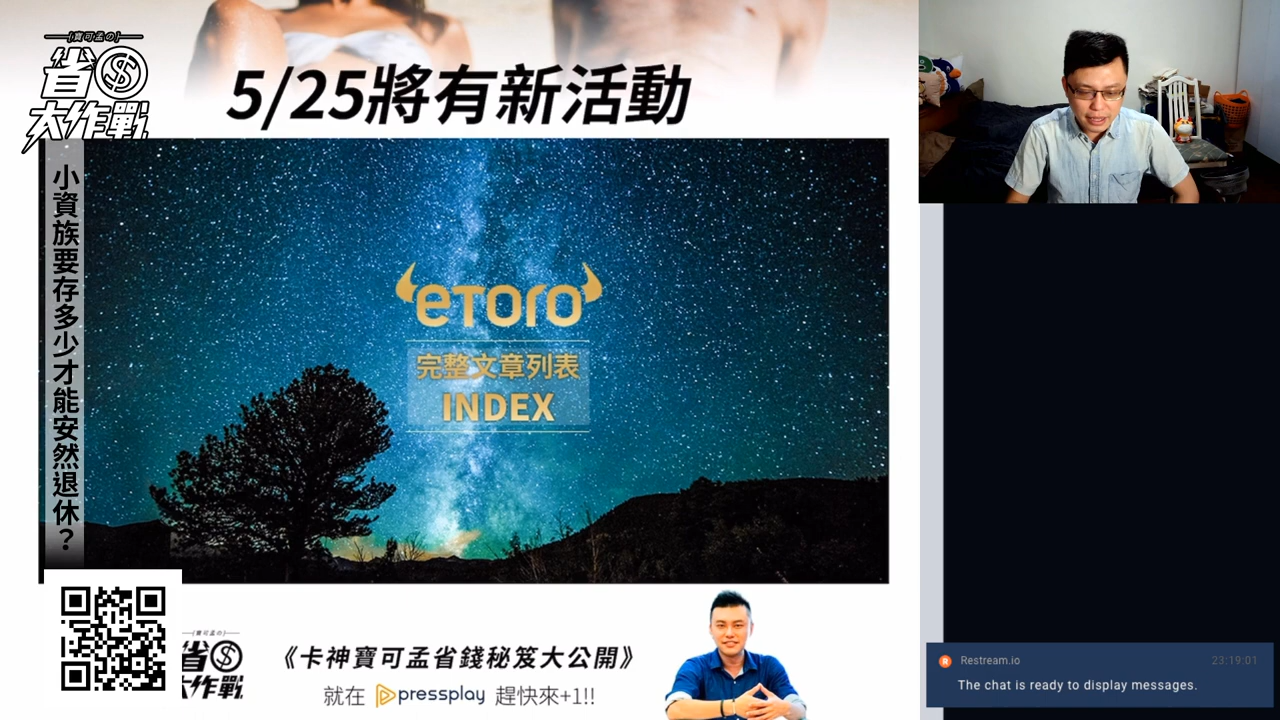 {寶可孟の}
省$
大作戰
5/25將有新活動
小資族要存多少才能安然退休？
eToro
完整文章列表
INDEX
{寶可孟の}
省$
大作戰
《卡神寶可孟省錢秘笈大公開》
就在 pressplay 趕快來+1!!
R Restream.io 23:19:01
The chat is ready to display messages.